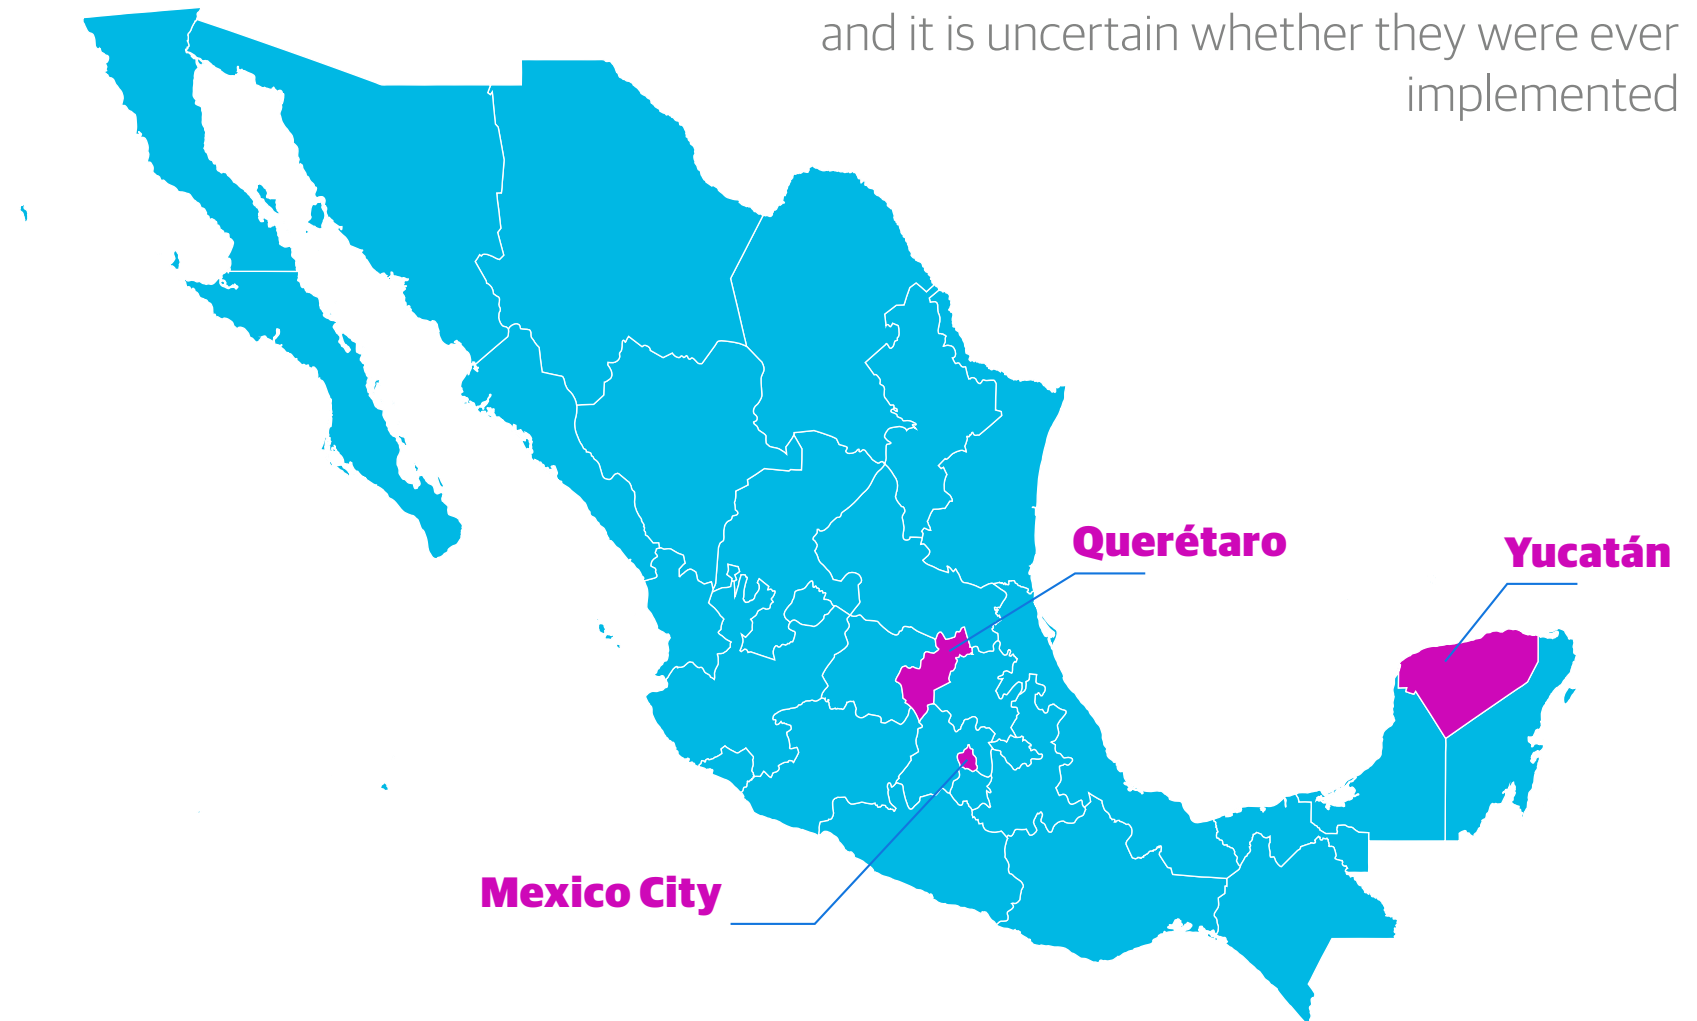 and it is uncertain whether they were ever
implemented
Querétaro
Yucatán
Mexico City